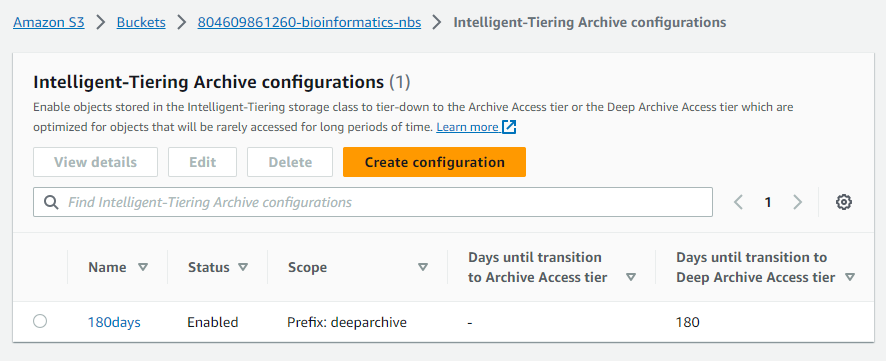 Amazon S3 > Buckets > 804609861260-bioinformatics-nbs > Intelligent-Tiering Archive configurations
Intelligent-Tiering Archive configurations (1)
Enable objects stored in the Intelligent-Tiering storage class to tier-down to the Archive Access tier or the Deep Archive Access tier which are
optimized for objects that will be rarely accessed for long periods of time. Learn more
View details Edit Delete Create configuration
Find Intelligent-Tiering Archive configurations 1
Name Status Scope Days until transition to Archive Access tier Days until transition to Deep Archive Access tier
180days Enabled Prefix: deeparchive - 180